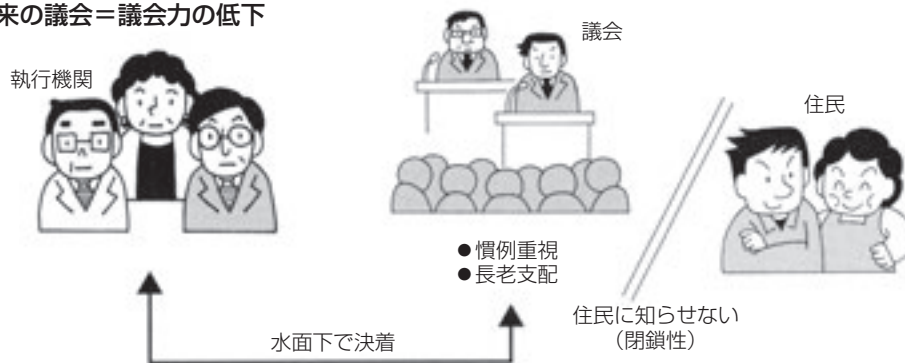 来の議会＝議会力の低下
執行機関
議会
住民
●慣例重視
●長老支配
水面下で決着
住民に知らせない
（閉鎖性）